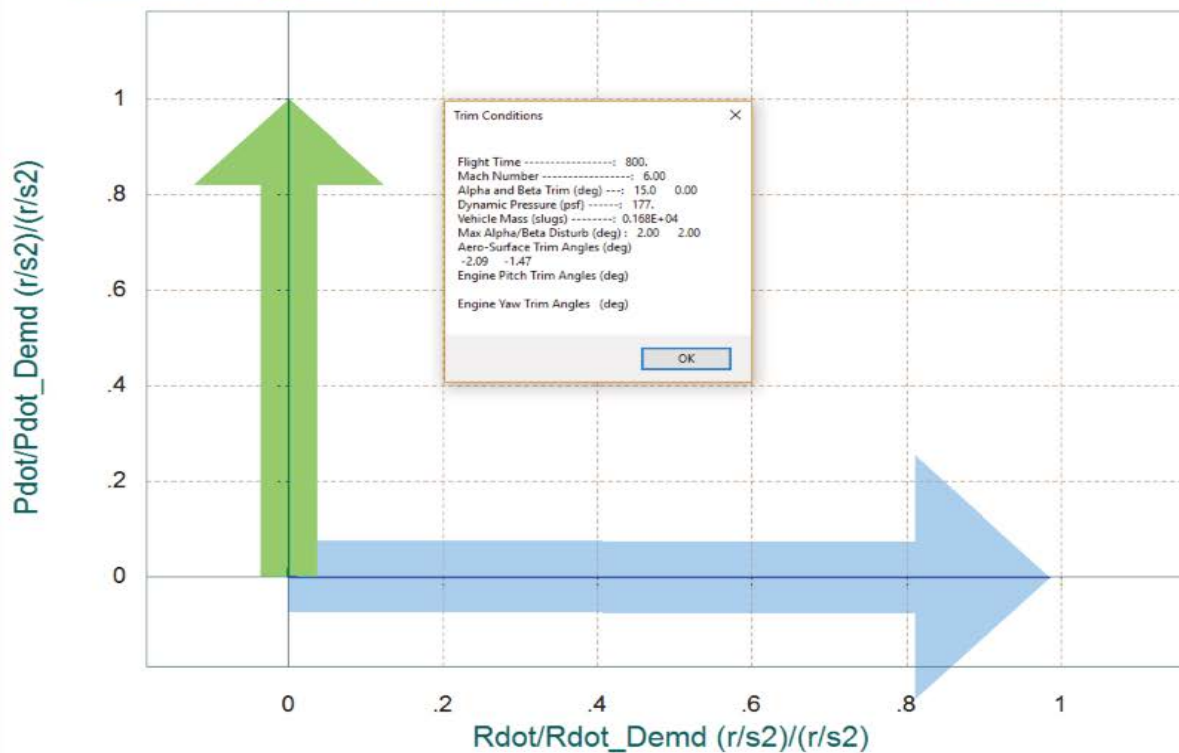 Pdot/Pdot_Demd (r/s2)/(r/s2)
1
.8
.6
.4
.2
0
Trim Conditions
Flight Time -----------------: 800.
Mach Number -----------------: 6.00
Alpha and Beta Trim (deg) ---: 15.0 0.00
Dynamic Pressure (psf) ------: 177.
Vehicle Mass (slugs) --------: 0.168E+04
Max Alpha/Beta Disturb (deg) : 2.00 2.00
Aero-Surface Trim Angles (deg)
-2.09 -1.47
Engine Pitch Trim Angles (deg)
Engine Yaw Trim Angles (deg)
OK
0 .2 .4 .6 .8 1
Rdot/Rdot_Demd (r/s2)/(r/s2)